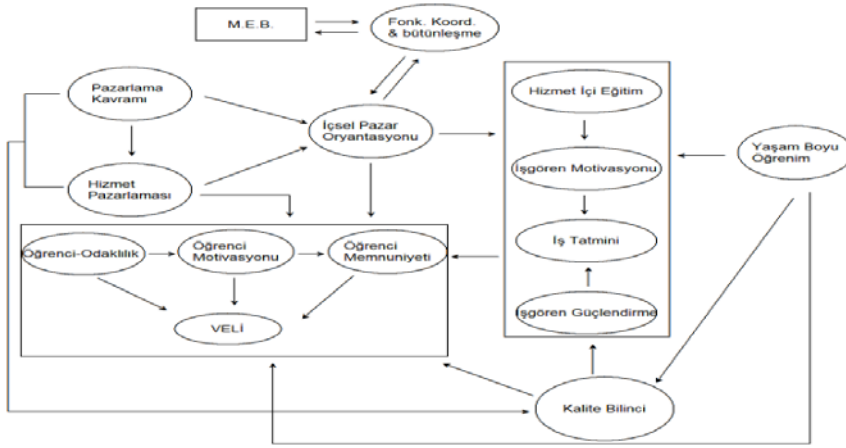 M.E.B.
Fonk. Koord.
& bütünleşme
Pazarlama
Kavramı
Hizmet İçi Eğitim
İçsel Pazar
Oryantasyonu
Yaşam Boyu
Öğrenim
İşgören Motivasyonu
Hizmet
Pazarlaması
Öğrenci-Odaklılık
Öğrenci
Motivasyonu
Öğrenci
Memnuniyeti
İş Tatmini
VELİ
İşgören Güçlendirme
Kalite Bilinci